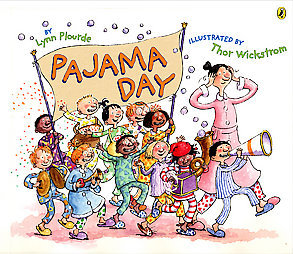 BY
Lynn Plourde
PAJAMA
DAY
ILLUSTRATED BY
Thor Wickstrom